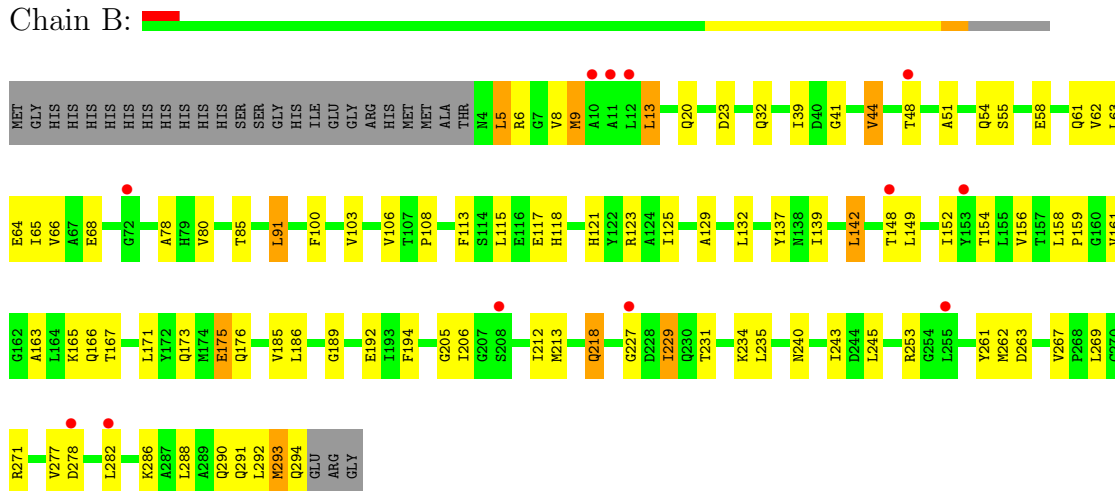 Chain B:
MET GLY HIS HIS HIS HIS HIS HIS HIS HIS HIS HIS SER SER GLY HIS ILE GLU GLY ARG HIS MET MET ALA THR N4 L5 R6 G7 V8 M9 A10 A11 L12 L13 Q20 D23 Q32 I39 D40 G41 V44 T48 A51 Q54 S55 E58 Q61 V62 L63
E64 I65 V66 A67 E68 G72 A78 H79 V80 T85 L91 F100 V103 V106 T107 P108 F113 S114 L115 E116 E117 H118 H121 Y122 R123 A124 I125 A129 L132 Y137 N138 I139 L142 T148 L149 I152 Y153 T154 L155 V156 T157 L158 P159 G160 V161
G162 A163 L164 K165 Q166 T167 L171 Y172 Q173 M174 E175 Q176 V185 L186 G189 E192 I193 F194 G205 I206 G207 S208 I212 M213 Q218 G227 D228 I229 Q230 T231 K234 L235 N240 I243 D244 L245 R253 G254 L255 Y261 M262 D263 V267 P268 L269 G270
R271 V277 D278 L282 K286 A287 L288 A289 Q290 Q291 L292 M293 Q294 GLU ARG GLY